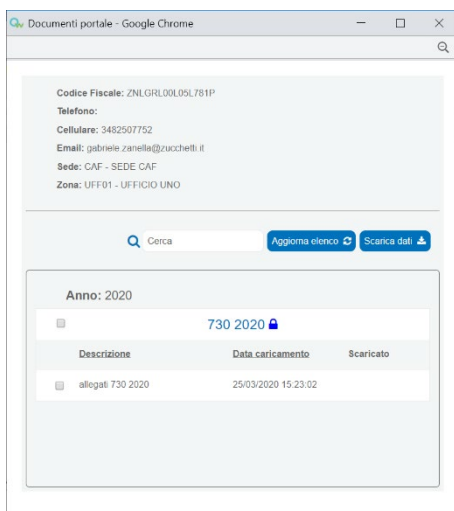 Documenti portale - Google Chrome
Codice Fiscale: ZNLGRL00L05L781P
Telefono:
Cellulare: 3482507752
Email: gabriele.zanella@zucchetti.it
Sede: CAF - SEDE CAF
Zona: UFF01 - UFFICIO UNO
Cerca Aggiorna elenco Scarica dati
Anno: 2020
730 2020
Descrizione Data caricamento Scaricato
allegati 730 2020 25/03/2020 15:23:02